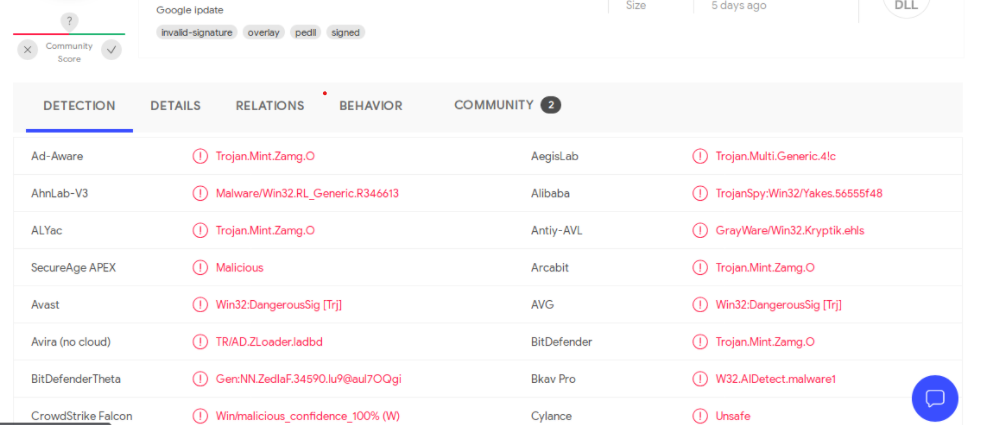 Google ipdate
Size
5 days ago
DLL
invalid-signature overlay pedll signed
?
Community
Score
DETECTION DETAILS RELATIONS BEHAVIOR COMMUNITY 2
Ad-Aware Trojan.Mint.Zamg.O AegisLab Trojan.Multi.Generic.4!c
AhnLab-V3 Malware/Win32.RL_Generic.R346613 Alibaba TrojanSpy:Win32/Yakes.56555f48
ALYac Trojan.Mint.Zamg.O Antiy-AVL GrayWare/Win32.Kryptik.ehls
SecureAge APEX Malicious Arcabit Trojan.Mint.Zamg.O
Avast Win32:DangerousSig [Trj] AVG Win32:DangerousSig [Trj]
Avira (no cloud) TR/AD.ZLoader.ladbd BitDefender Trojan.Mint.Zamg.O
BitDefenderTheta Gen:NN.ZedlaF.34590.lu9@aul7OQgi Bkav Pro W32.AIDetect.malware1
CrowdStrike Falcon Win/malicious_confidence_100% (W) Cylance Unsafe